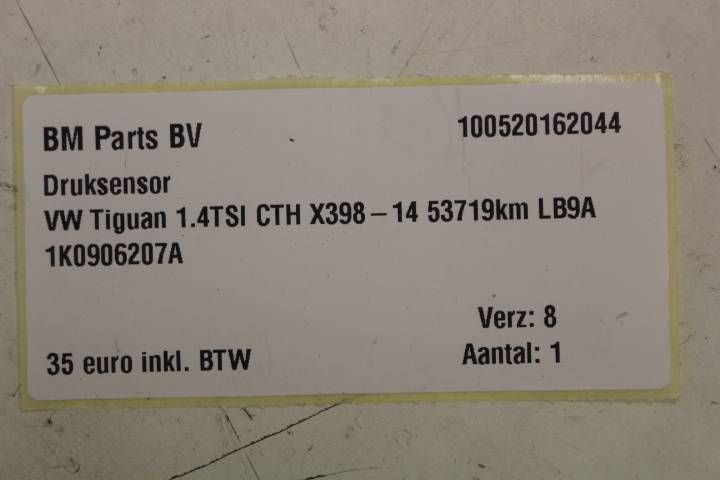 BM Parts BV 100520162044
Druksensor
VW Tiguan 1.4TSI CTH X398 – 14 53719km LB9A
1K0906207A
Verz: 8
35 euro inkl. BTW Aantal: 1